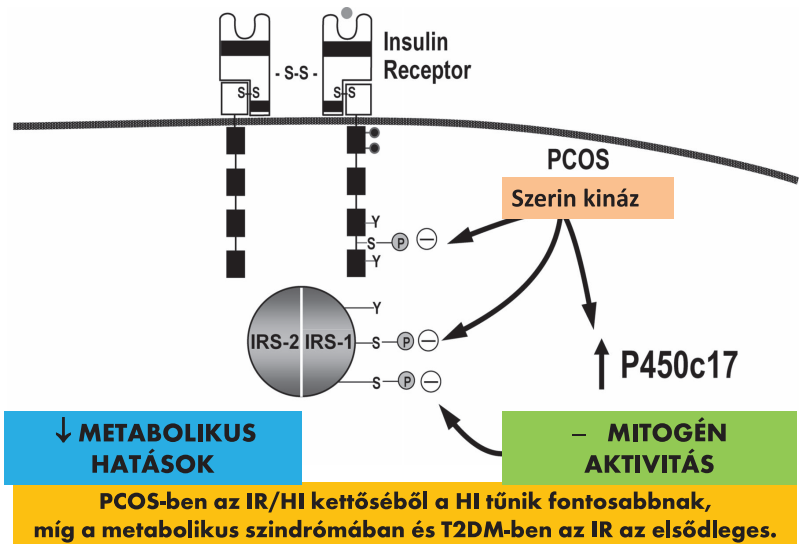 Insulin
Receptor
- S-S -
S-S
S-S
PCOS
Szerin kináz
Y
S P −
Y
Y
IRS-2 IRS-1
S P −
S P −
↑ P450c17
↓ METABOLIKUS
HATÁSOK
− MITOGÉN
AKTIVITÁS
PCOS-ben az IR/HI kettőséből a HI tűnik fontosabbnak,
míg a metabolikus szindrómában és T2DM-ben az IR az elsődleges.